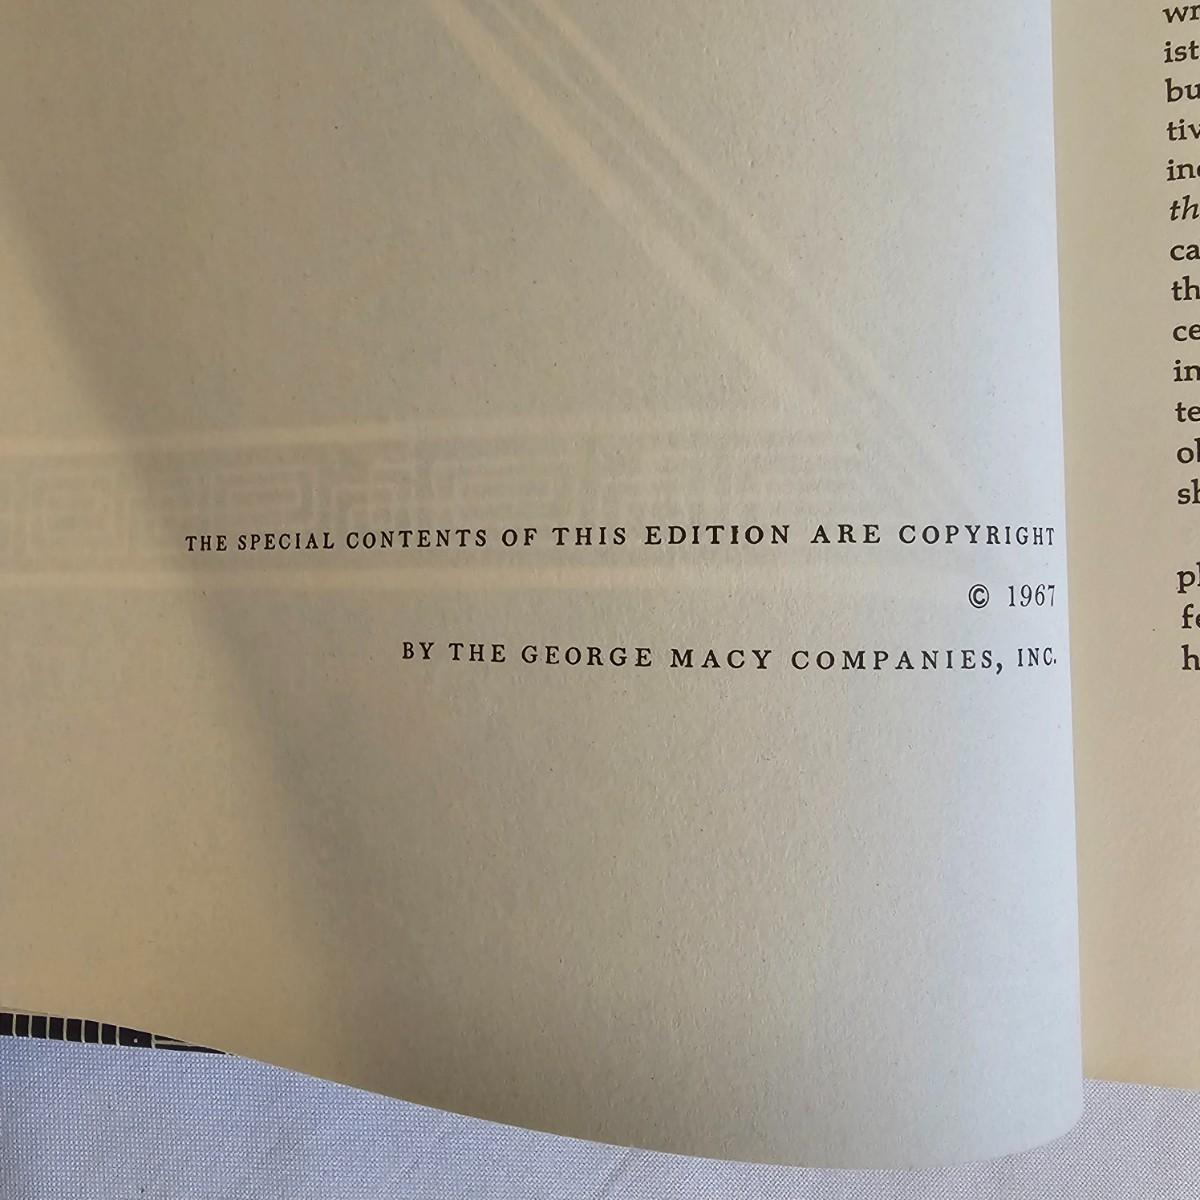 THE SPECIAL CONTENTS OF THIS EDITION ARE COPYRIGHT
© 1967
BY THE GEORGE MACY COMPANIES, INC.